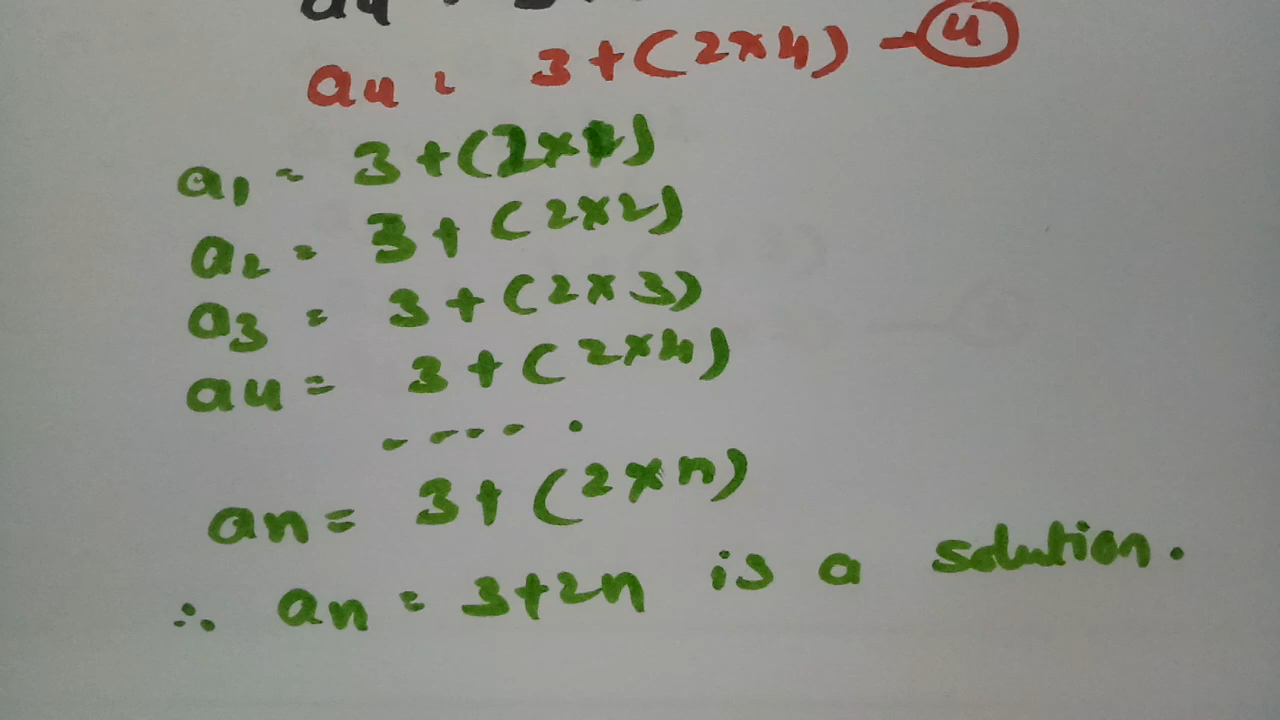 a4 = 3+(2×4) — 4
a1 = 3+(2×1)
a2 = 3+(2×2)
a3 = 3+(2×3)
a4 = 3+(2×4)
- - - - .
an = 3+(2×n)
∴ an = 3+2n is a solution.